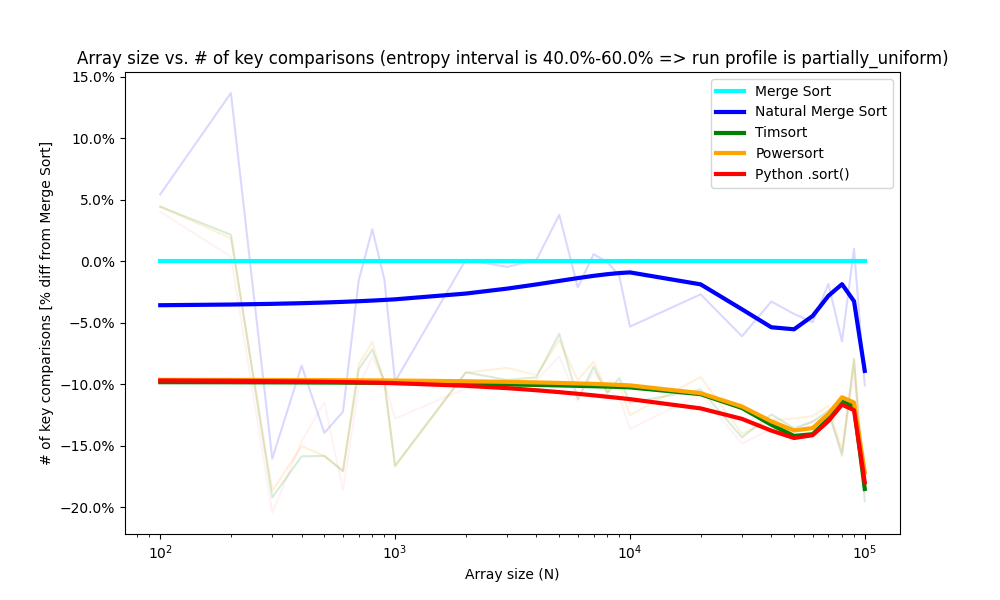 Array size vs. # of key comparisons (entropy interval is 40.0%-60.0% => run profile is partially_uniform)
Merge Sort
Natural Merge Sort
Timsort
Powersort
Python .sort()
# of key comparisons [% diff from Merge Sort]
15.0%
10.0%
5.0%
0.0%
−5.0%
−10.0%
−15.0%
−20.0%
10² 10³ 10⁴ 10⁵
Array size (N)